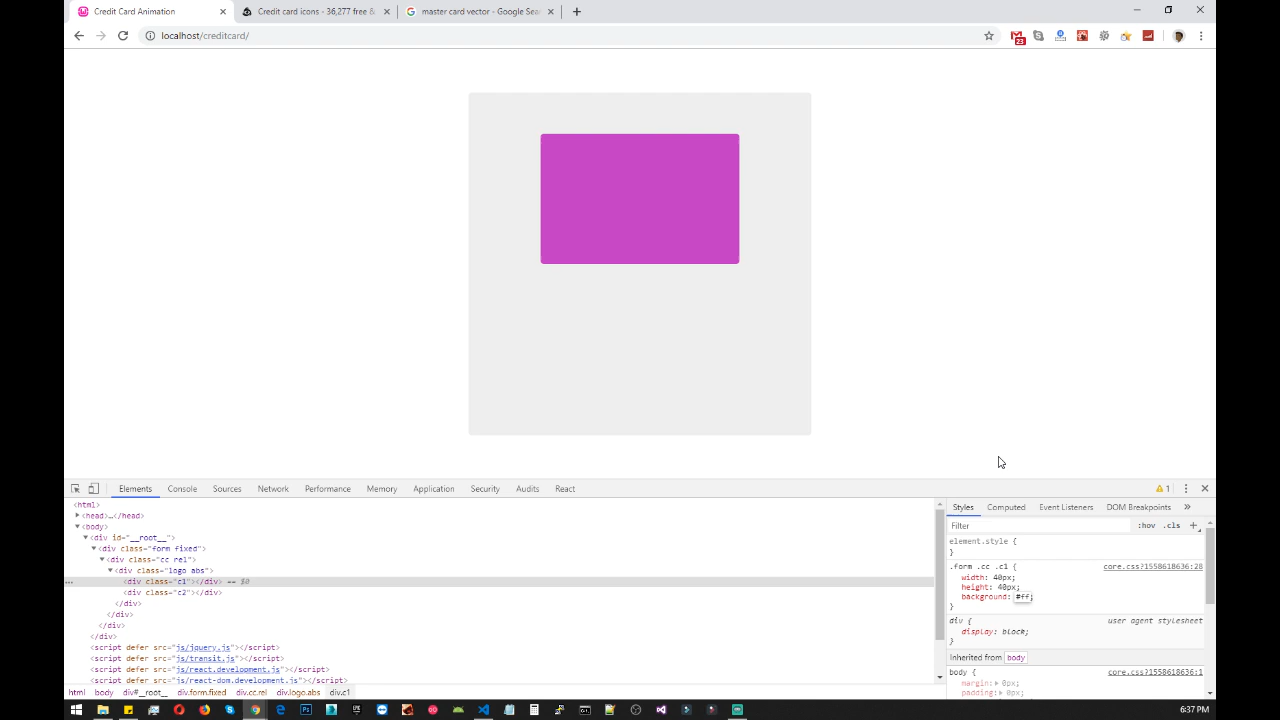 Credit Card Animation
Credit card icons - 36,277 free &
master card vector - Google Sea
localhost/creditcard/
23
Elements Console Sources Network Performance Memory Application Security Audits React
1
<html>
<head>…</head>
<body>
<div id="__root__">
<div class="form fixed">
<div class="cc rel">
<div class="logo abs">
<div class="c1"></div> == $0
<div class="c2"></div>
</div>
</div>
</div>
</div>
<script defer src="js/jquery.js"></script>
<script defer src="js/transit.js"></script>
<script defer src="js/react.development.js"></script>
<script defer src="js/react-dom.development.js"></script>
html body div#__root__ div.form.fixed div.cc.rel div.logo.abs div.c1
Styles Computed Event Listeners DOM Breakpoints »
Filter :hov .cls +
element.style {
}
.form .cc .c1 { core.css?1558618636:28
width: 40px;
height: 40px;
background: #ff;
}
div { user agent stylesheet
display: block;
}
Inherited from body
body { core.css?1558618636:1
margin: 0px;
padding: 0px;
6:37 PM